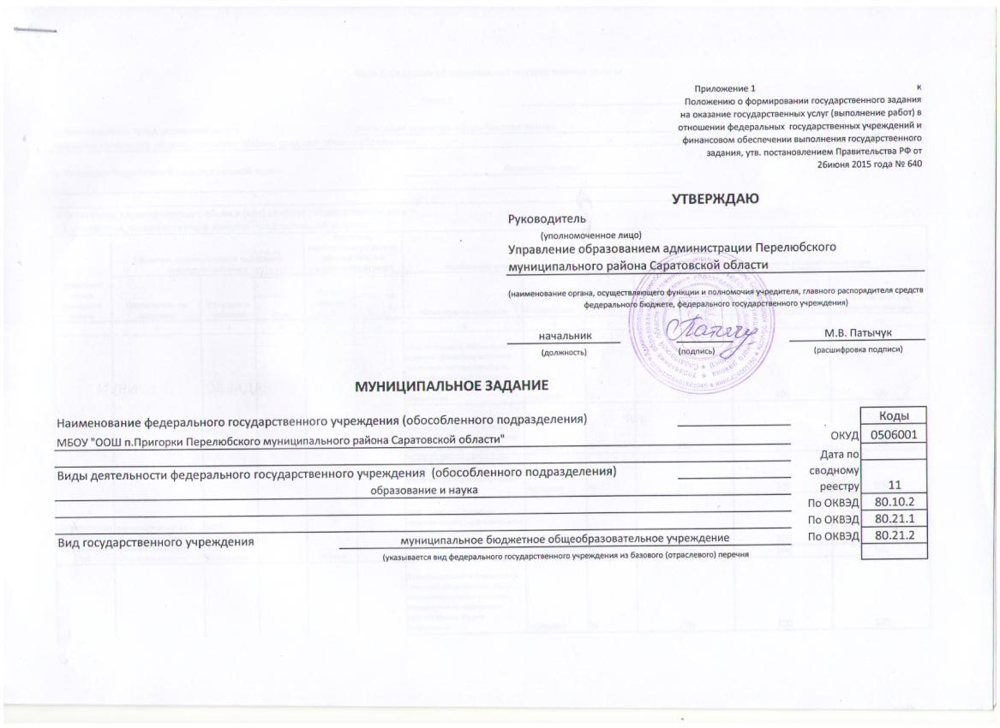 Приложение 1 к
Положению о формировании государственного задания
на оказание государственных услуг (выполнение работ) в
отношении федеральных государственных учреждений и
финансовом обеспечении выполнения государственного
задания, утв. постановлением Правительства РФ от
26июня 2015 года № 640
УТВЕРЖДАЮ
Руководитель
(уполномоченное лицо)
Управление образованием администрации Перелюбского
муниципального района Саратовской области
(наименование органа, осуществляющего функции и полномочия учредителя, главного распорядителя средств
федерального бюджете, федерального государственного учреждения)
начальник М.В. Патычук
(должность) (подпись) (расшифровка подписи)
МУНИЦИПАЛЬНОЕ ЗАДАНИЕ
Коды
Наименование федерального государственного учреждения (обособленного подразделения)
МБОУ "ООШ п.Пригорки Перелюбского муниципального района Саратовской области"
ОКУД 0506001
Дата по
сводному
реестру 11
Виды деятельности федерального государственного учреждения (обособленного подразделения)
образование и наука
По ОКВЭД 80.10.2
По ОКВЭД 80.21.1
По ОКВЭД 80.21.2
Вид государственного учреждения муниципальное бюджетное общеобразовательное учреждение
(указывается вид федерального государственного учреждения из базового (отраслевого) перечня